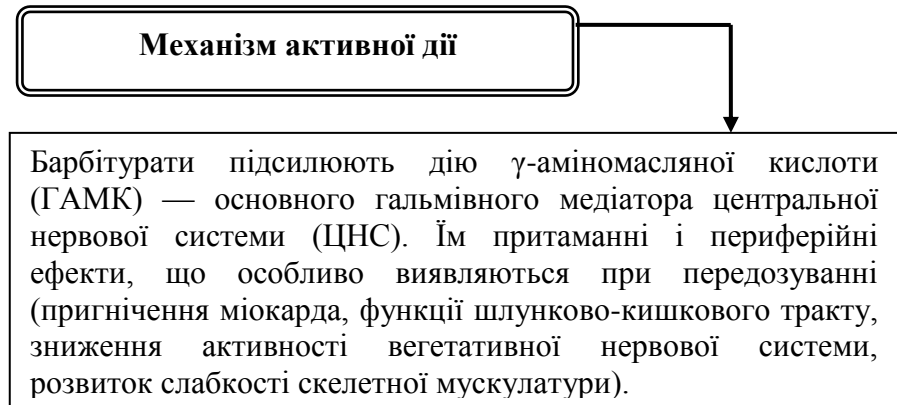 Механізм активної дії
Барбітурати підсилюють дію γ-аміномасляної кислоти
(ГАМК) — основного гальмівного медіатора центральної
нервової системи (ЦНС). Їм притаманні і периферійні
ефекти, що особливо виявляються при передозуванні
(пригнічення міокарда, функції шлунково-кишкового тракту,
зниження активності вегетативної нервової системи,
розвиток слабкості скелетної мускулатури).